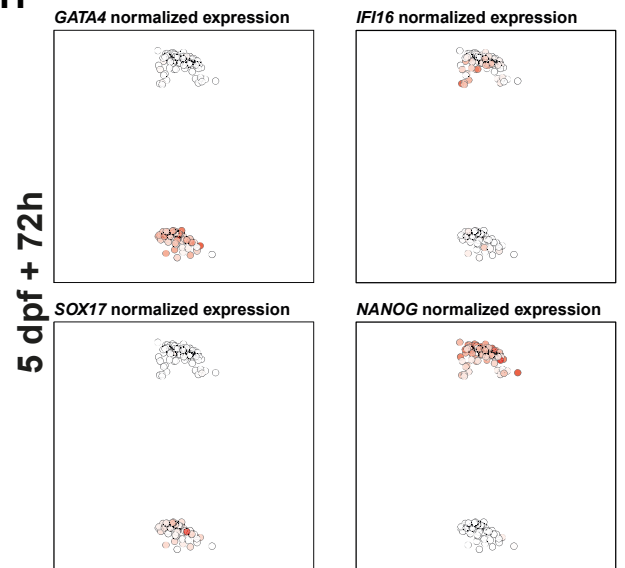 GATA4 normalized expression
IFI16 normalized expression
5 dpf + 72h
SOX17 normalized expression
NANOG normalized expression